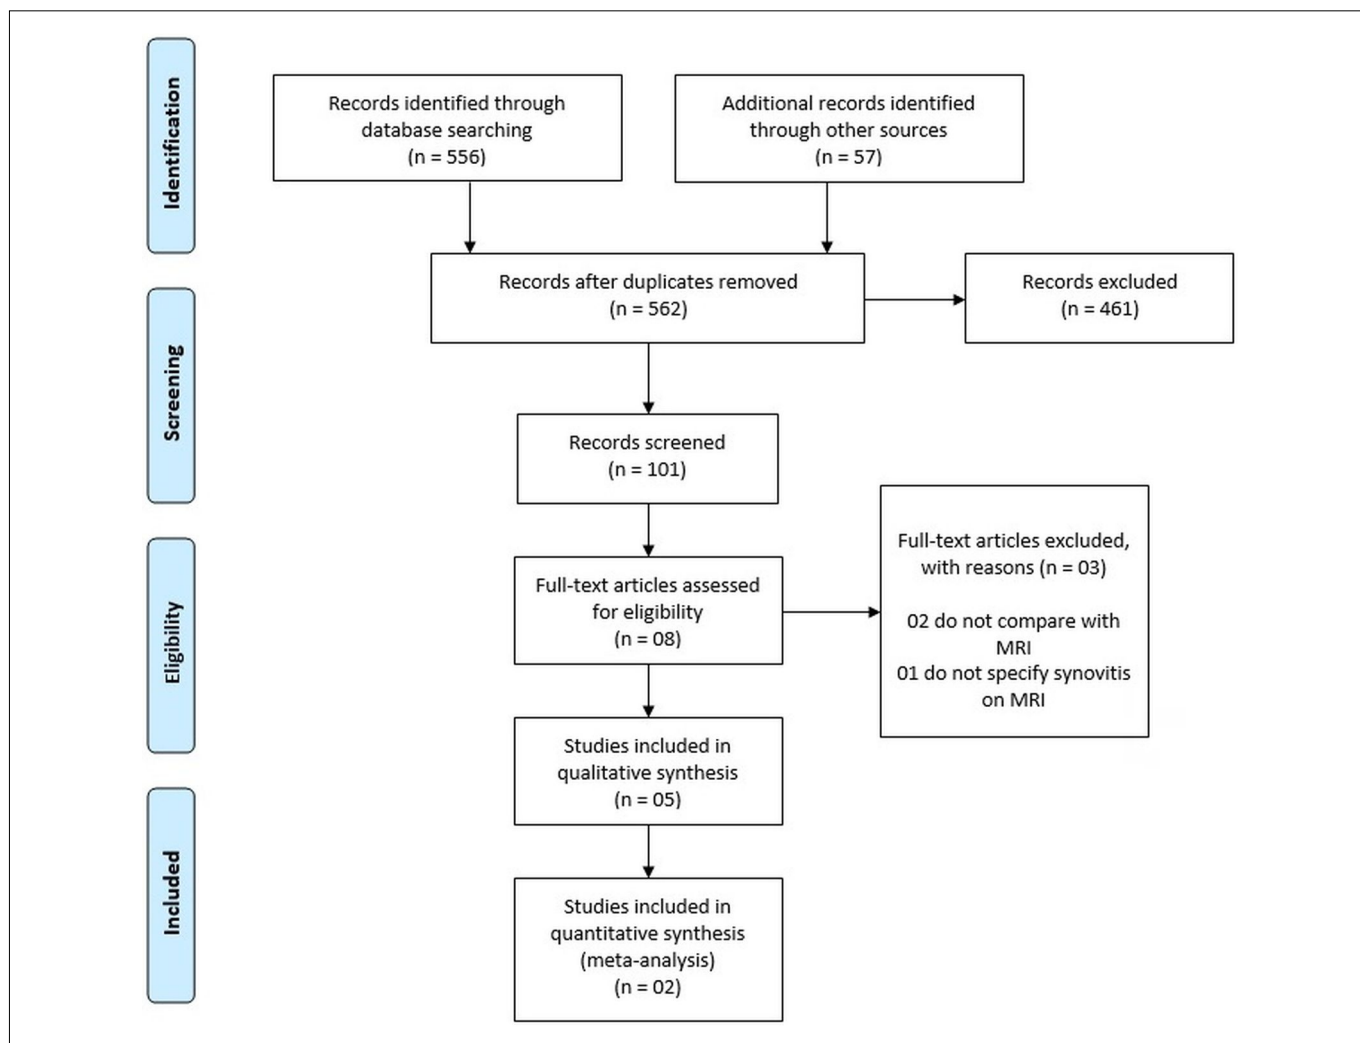 Identification
Records identified through
database searching
(n = 556)
Additional records identified
through other sources
(n = 57)
Records after duplicates removed
(n = 562)
Records excluded
(n = 461)
Screening
Records screened
(n = 101)
Eligibility
Full-text articles assessed
for eligibility
(n = 08)
Full-text articles excluded,
with reasons (n = 03)
02 do not compare with
MRI
01 do not specify synovitis
on MRI
Studies included in
qualitative synthesis
(n = 05)
Included
Studies included in
quantitative synthesis
(meta-analysis)
(n = 02)